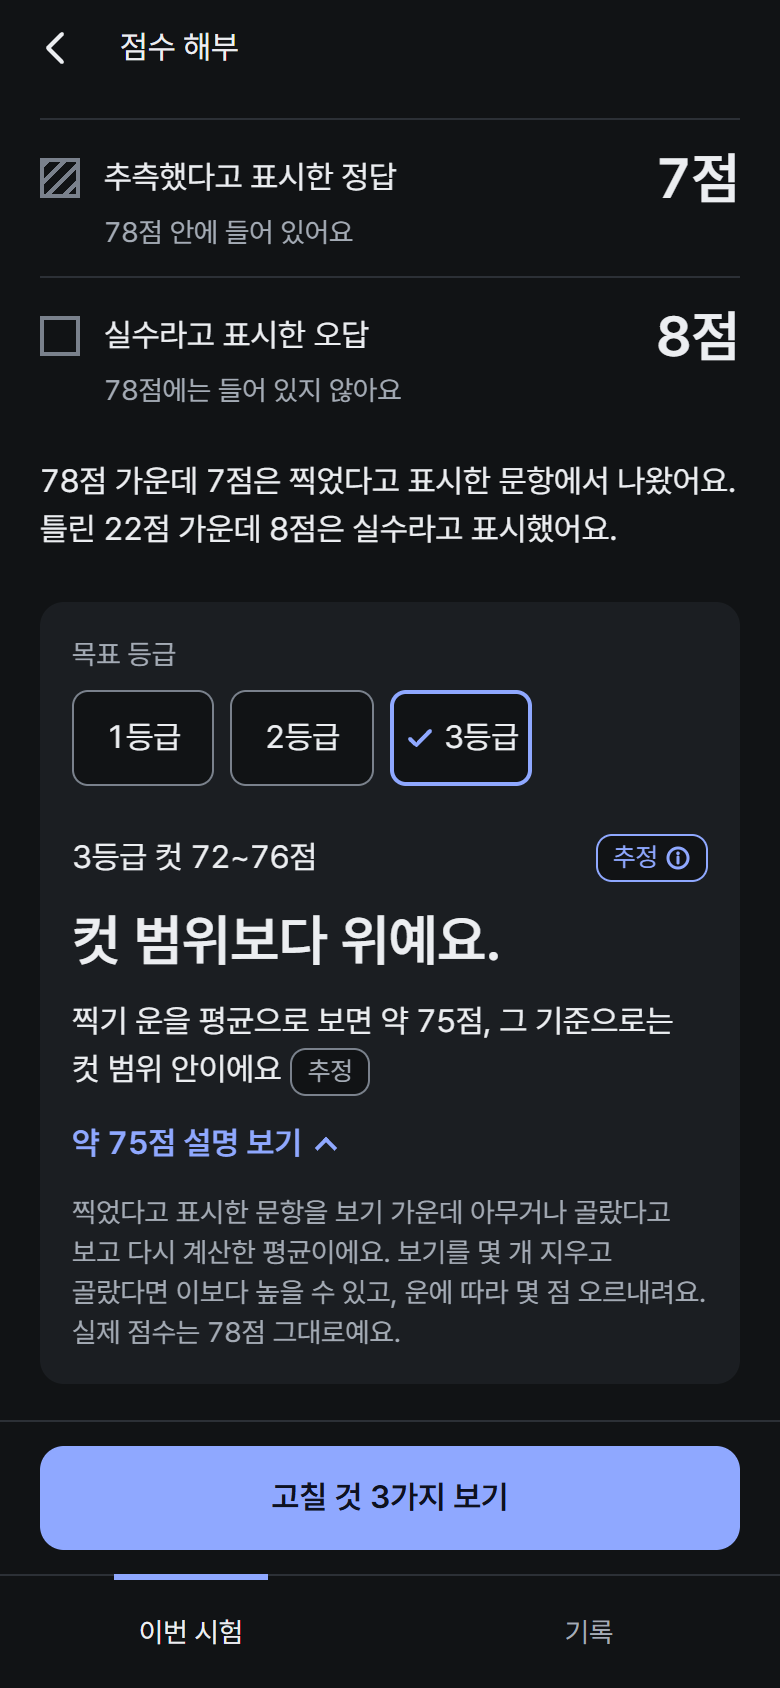 점수 해부
추측했다고 표시한 정답
7점
78점 안에 들어 있어요
실수라고 표시한 오답
8점
78점에는 들어 있지 않아요
78점 가운데 7점은 찍었다고 표시한 문항에서 나왔어요.
틀린 22점 가운데 8점은 실수라고 표시했어요.
목표 등급
1등급
2등급
3등급
3등급 컷 72~76점
추정
컷 범위보다 위예요.
찍기 운을 평균으로 보면 약 75점, 그 기준으로는
컷 범위 안이에요 추정
약 75점 설명 보기
찍었다고 표시한 문항을 보기 가운데 아무거나 골랐다고
보고 다시 계산한 평균이에요. 보기를 몇 개 지우고
골랐다면 이보다 높을 수 있고, 운에 따라 몇 점 오르내려요.
실제 점수는 78점 그대로예요.
고칠 것 3가지 보기
이번 시험
기록